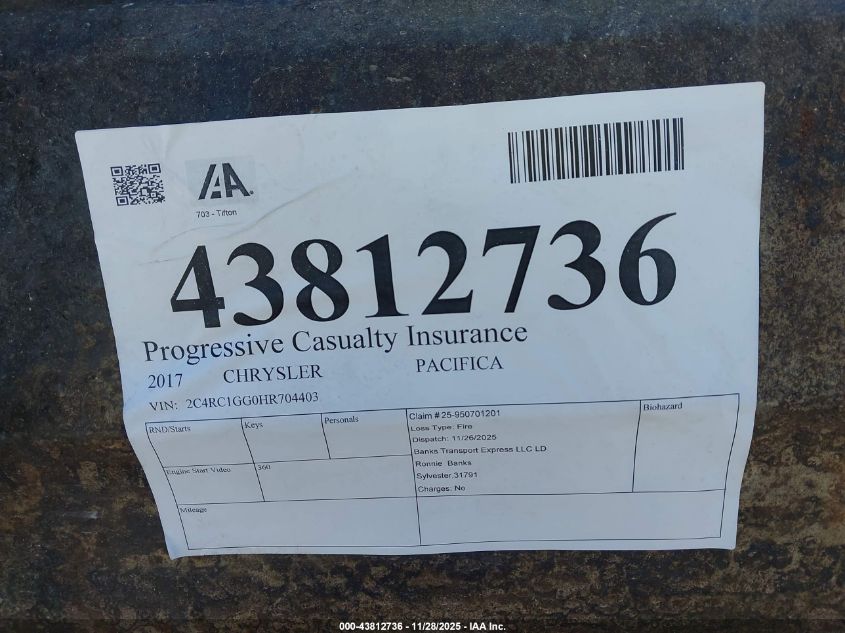 IAA.
703 - Tifton
43812736
Progressive Casualty Insurance
2017 CHRYSLER PACIFICA
VIN: 2C4RC1GG0HR704403
RND/Starts
Keys
Personals
Engine Start Video
360
Mileage
Claim # 25-950701201
Loss Type: Fire
Dispatch: 11/26/2025
Banks Transport Express LLC LD
Ronnie Banks
Sylvester,31791
Charges: No
Biohazard
000-43812736 - 11/28/2025 - IAA Inc.